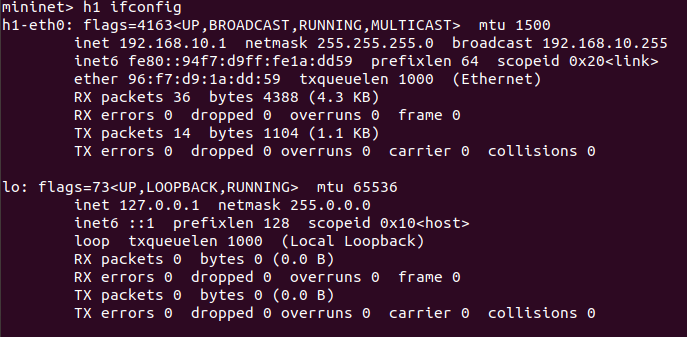 mininet> h1 ifconfig
h1-eth0: flags=4163<UP,BROADCAST,RUNNING,MULTICAST>  mtu 1500
        inet 192.168.10.1  netmask 255.255.255.0  broadcast 192.168.10.255
        inet6 fe80::94f7:d9ff:fe1a:dd59  prefixlen 64  scopeid 0x20<link>
        ether 96:f7:d9:1a:dd:59  txqueuelen 1000  (Ethernet)
        RX packets 36  bytes 4388 (4.3 KB)
        RX errors 0  dropped 0  overruns 0  frame 0
        TX packets 14  bytes 1104 (1.1 KB)
        TX errors 0  dropped 0 overruns 0  carrier 0  collisions 0

lo: flags=73<UP,LOOPBACK,RUNNING>  mtu 65536
        inet 127.0.0.1  netmask 255.0.0.0
        inet6 ::1  prefixlen 128  scopeid 0x10<host>
        loop  txqueuelen 1000  (Local Loopback)
        RX packets 0  bytes 0 (0.0 B)
        RX errors 0  dropped 0  overruns 0  frame 0
        TX packets 0  bytes 0 (0.0 B)
        TX errors 0  dropped 0 overruns 0  carrier 0  collisions 0